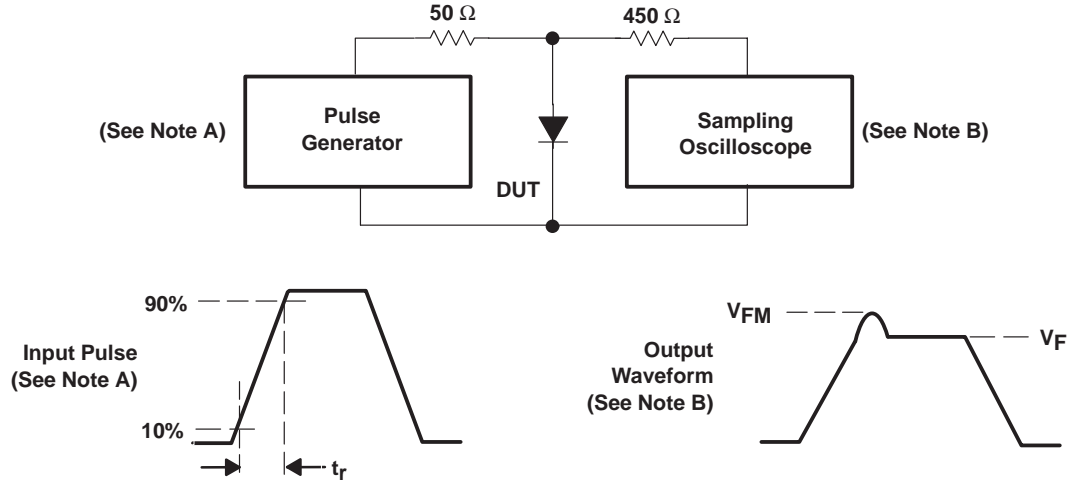 50 Ω
450 Ω
(See Note A)
Pulse
Generator
DUT
Sampling
Oscilloscope
(See Note B)
90%
Input Pulse
(See Note A)
10%
tr
VFM
VF
Output
Waveform
(See Note B)